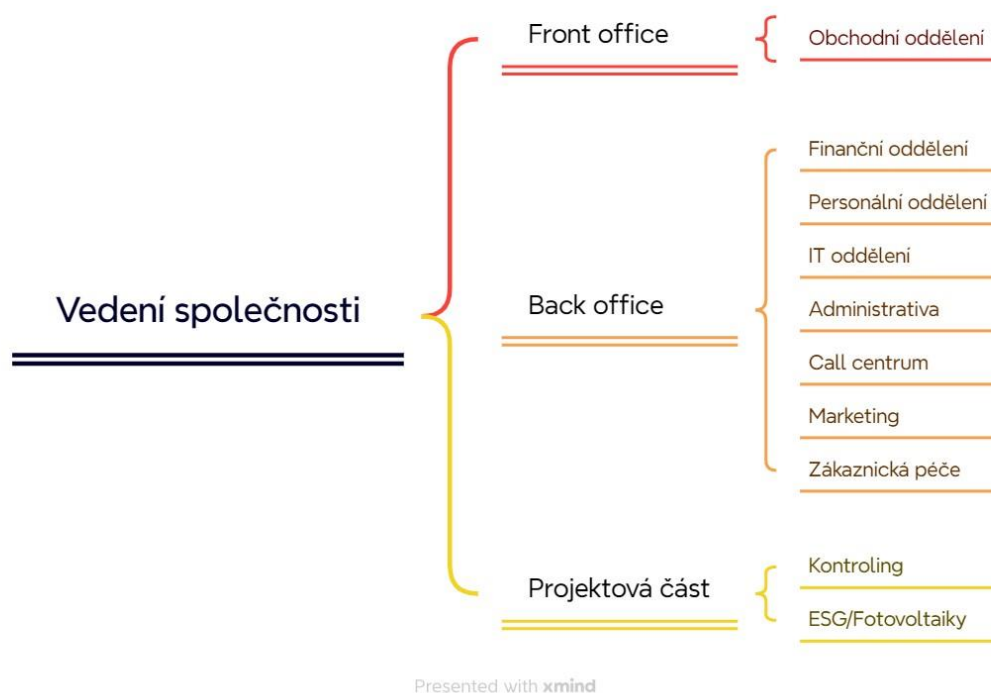 Vedení společnosti
Front office
Obchodní oddělení
Back office
Finanční oddělení
Personální oddělení
IT oddělení
Administrativa
Call centrum
Marketing
Zákaznická péče
Projektová část
Kontroling
ESG/Fotovoltaiky
Presented with xmind